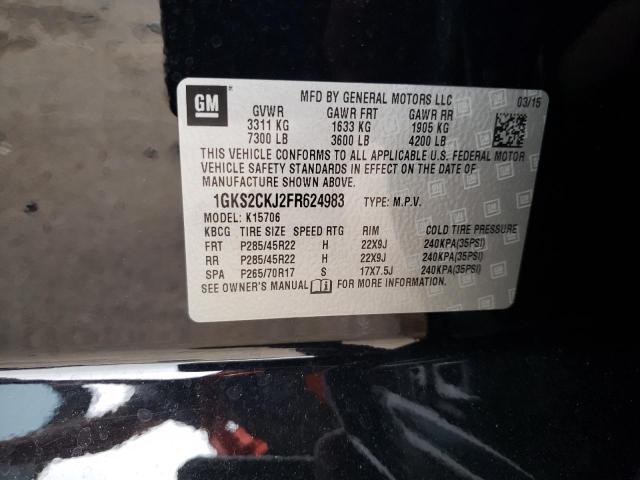 GM
MFD BY GENERAL MOTORS LLC 03/15
GVWR GAWR FRT GAWR RR
3311 KG 1633 KG 1905 KG
7300 LB 3600 LB 4200 LB
THIS VEHICLE CONFORMS TO ALL APPLICABLE U.S. FEDERAL MOTOR
VEHICLE SAFETY STANDARDS IN EFFECT ON THE DATE OF
MANUFACTURE SHOWN ABOVE.
1GKS2CKJ2FR624983 TYPE: M.P.V.
MODEL: K15706
KBCG TIRE SIZE SPEED RTG RIM COLD TIRE PRESSURE
FRT P285/45R22 H 22X9J 240KPA(35PSI)
RR P285/45R22 H 22X9J 240KPA(35PSI)
SPA P265/70R17 S 17X7.5J 240KPA(35PSI)
SEE OWNER'S MANUAL FOR MORE INFORMATION.